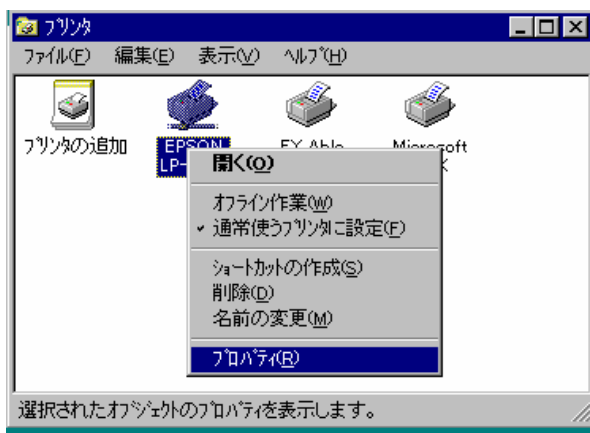 プリンタ
ファイル(F) 編集(E) 表示(V) ヘルプ(H)
プリンタの追加
EPSON
LP-
FX Able
Microsoft
開く(O)
オフライン作業(W)
通常使うプリンタに設定(F)
ショートカットの作成(S)
削除(D)
名前の変更(M)
プロパティ(R)
選択されたオブジェクトのプロパティを表示します。